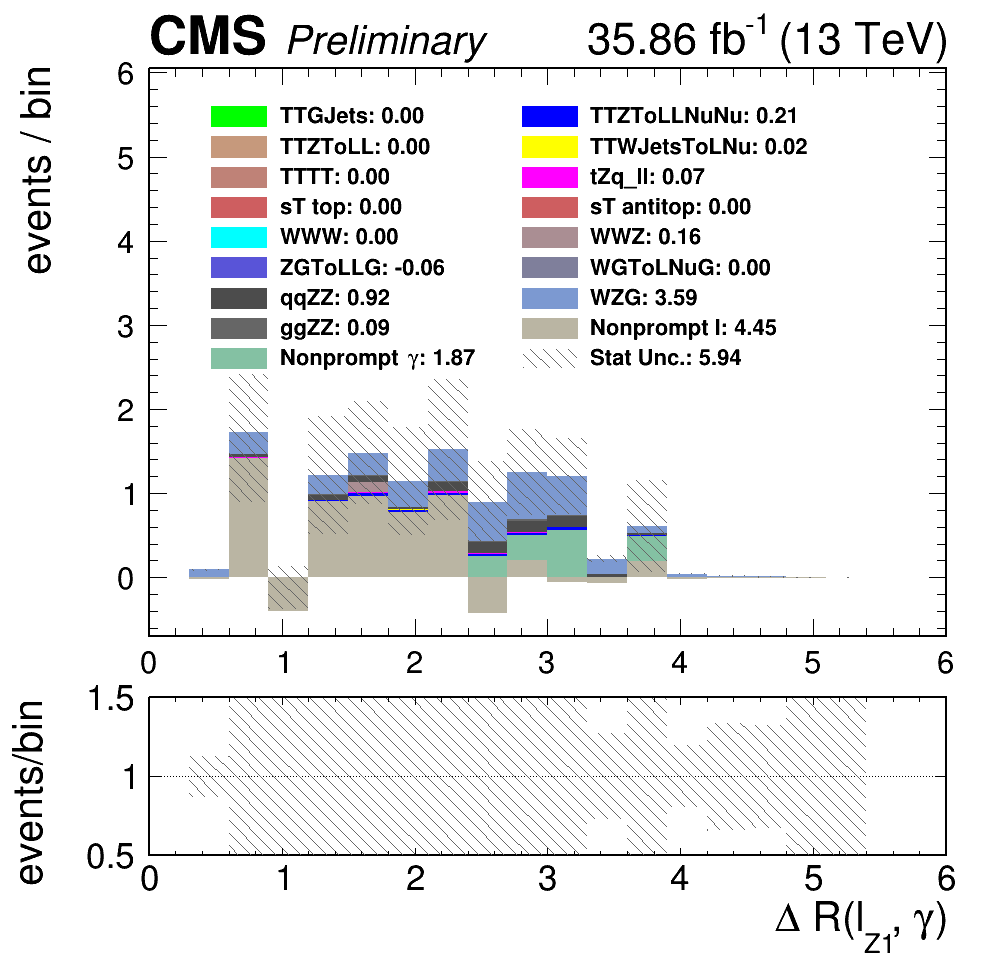 CMS Preliminary 35.86 fb-1 (13 TeV)
events / bin
6
5
4
3
2
1
0
TTGJets: 0.00 TTZToLLNuNu: 0.21
TTZToLL: 0.00 TTWJetsToLNu: 0.02
TTTT: 0.00 tZq_ll: 0.07
sT top: 0.00 sT antitop: 0.00
WWW: 0.00 WWZ: 0.16
ZGToLLG: -0.06 WGToLNuG: 0.00
qqZZ: 0.92 WZG: 3.59
ggZZ: 0.09 Nonprompt l: 4.45
Nonprompt γ: 1.87 Stat Unc.: 5.94
0 1 2 3 4 5 6
events/bin
1.5
1
0.5
0 1 2 3 4 5 6
Δ R(lZ1, γ)